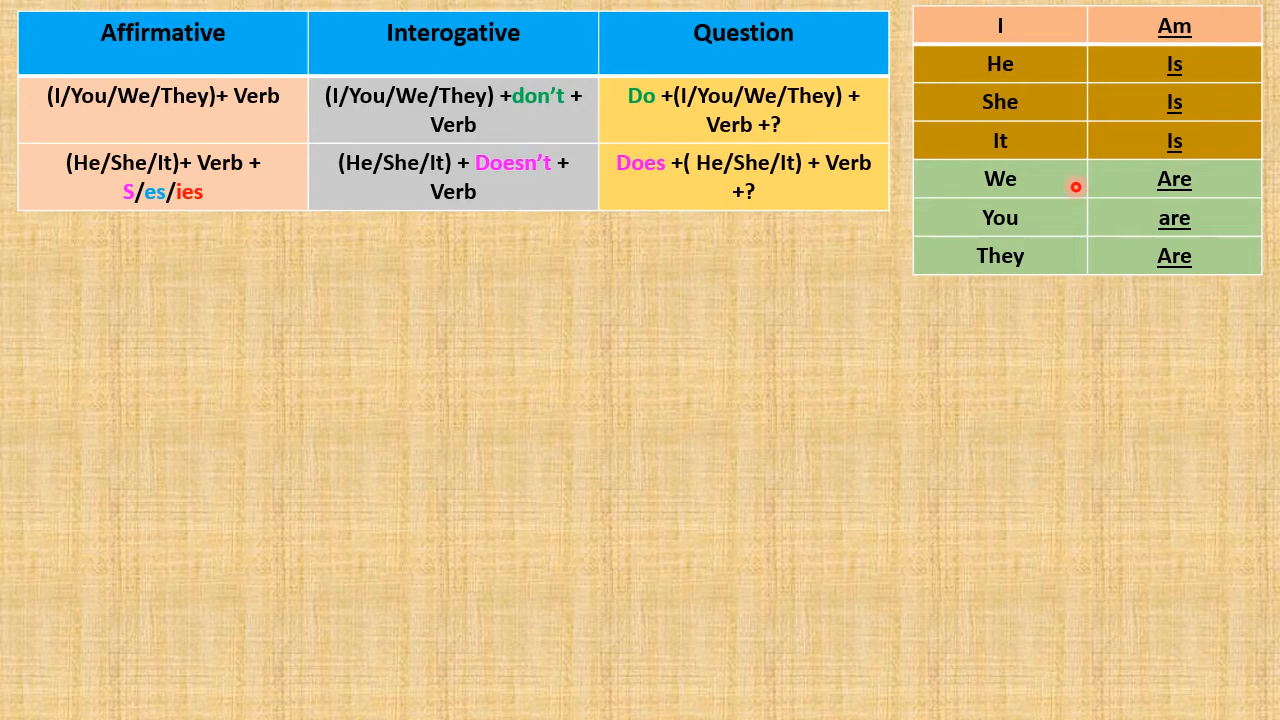 Affirmative
Interogative
Question
(I/You/We/They)+ Verb
(I/You/We/They) +don't +
Verb
Do +(I/You/We/They) +
Verb +?
(He/She/It)+ Verb +
S/es/ies
(He/She/It) + Doesn't +
Verb
Does +( He/She/It) + Verb
+?
I
Am
He
Is
She
Is
It
Is
We
Are
You
are
They
Are